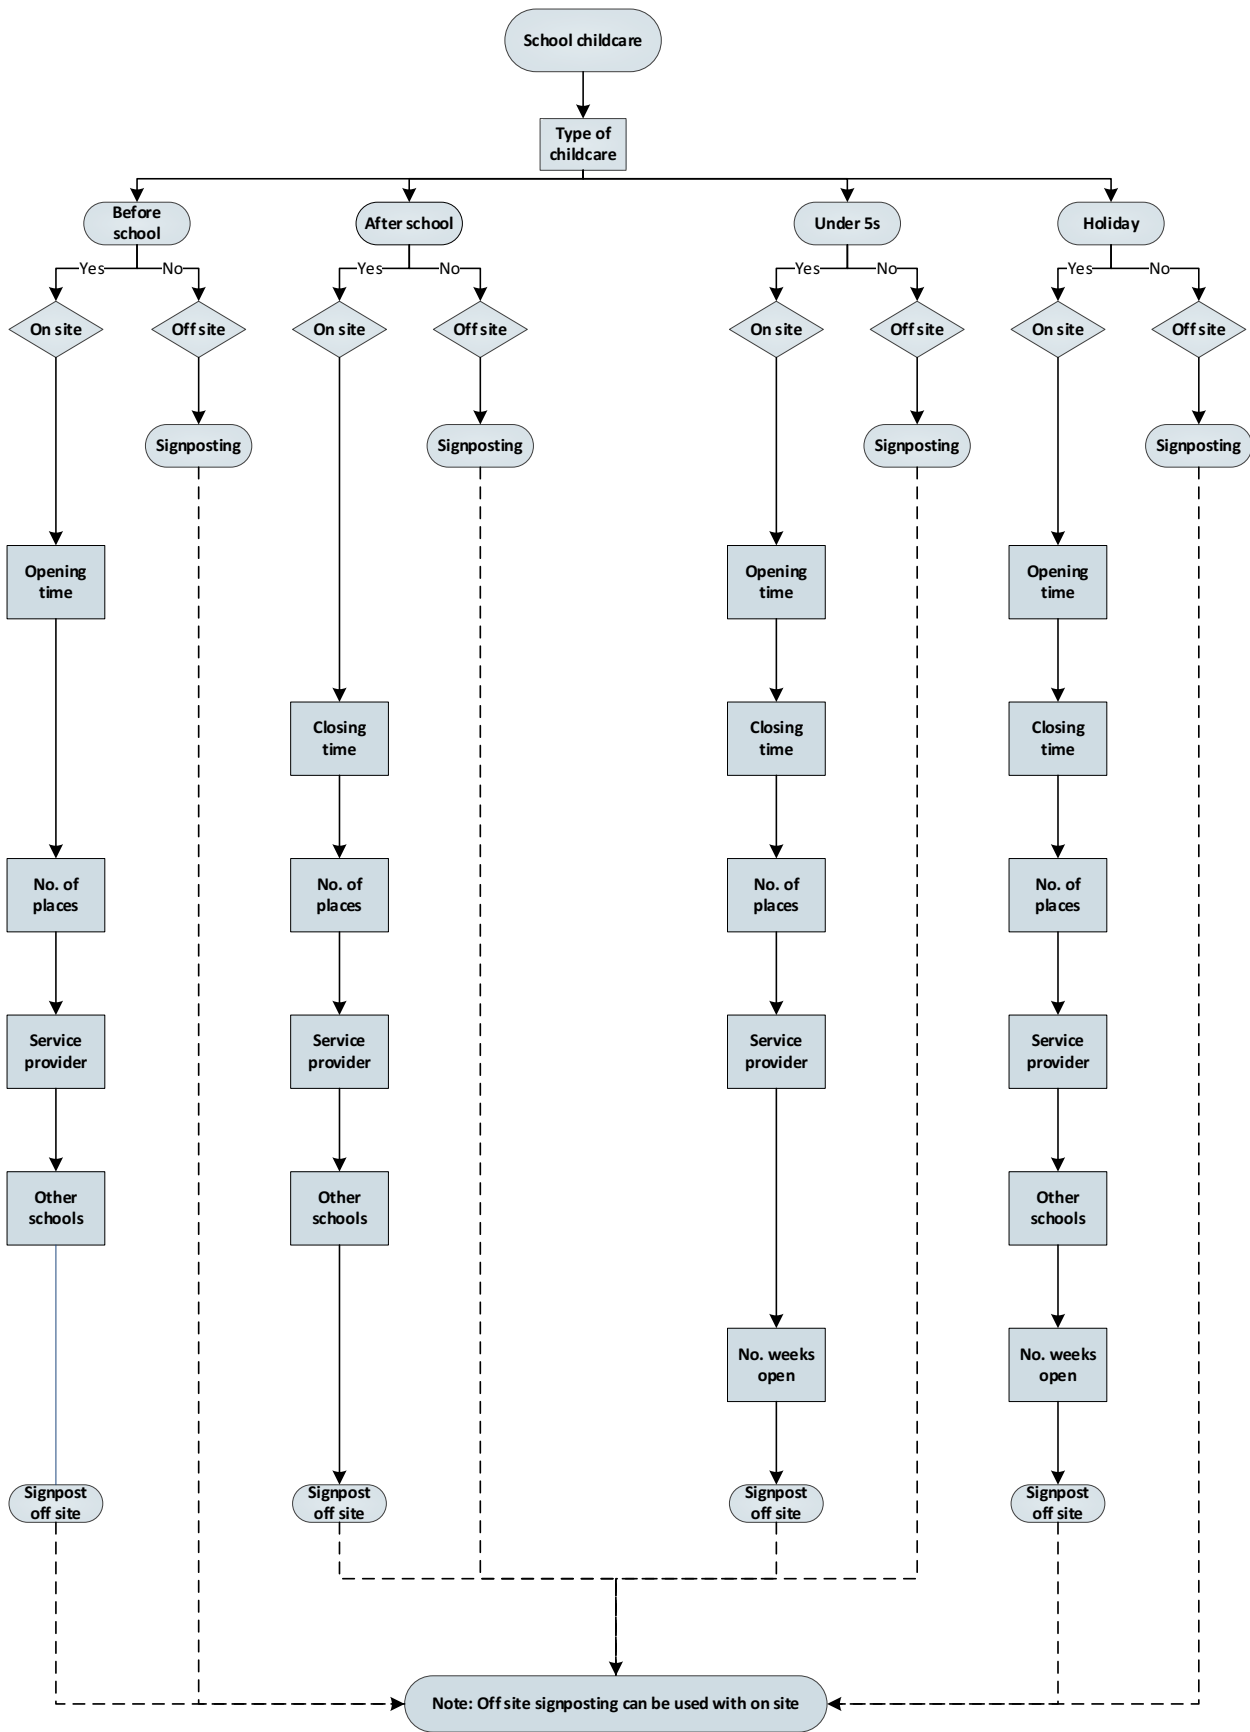 School childcare
Type of
childcare
Before
school
After school
Under 5s
Holiday
Yes
No
Yes
No
Yes
No
Yes
No
On site
Off site
On site
Off site
On site
Off site
On site
Off site
Signposting
Signposting
Signposting
Signposting
Opening
time
Opening
time
Opening
time
Closing
time
Closing
time
Closing
time
No. of
places
No. of
places
No. of
places
No. of
places
Service
provider
Service
provider
Service
provider
Service
provider
Other
schools
Other
schools
Other
schools
No. weeks
open
No. weeks
open
Signpost
off site
Signpost
off site
Signpost
off site
Signpost
off site
Note: Off site signposting can be used with on site